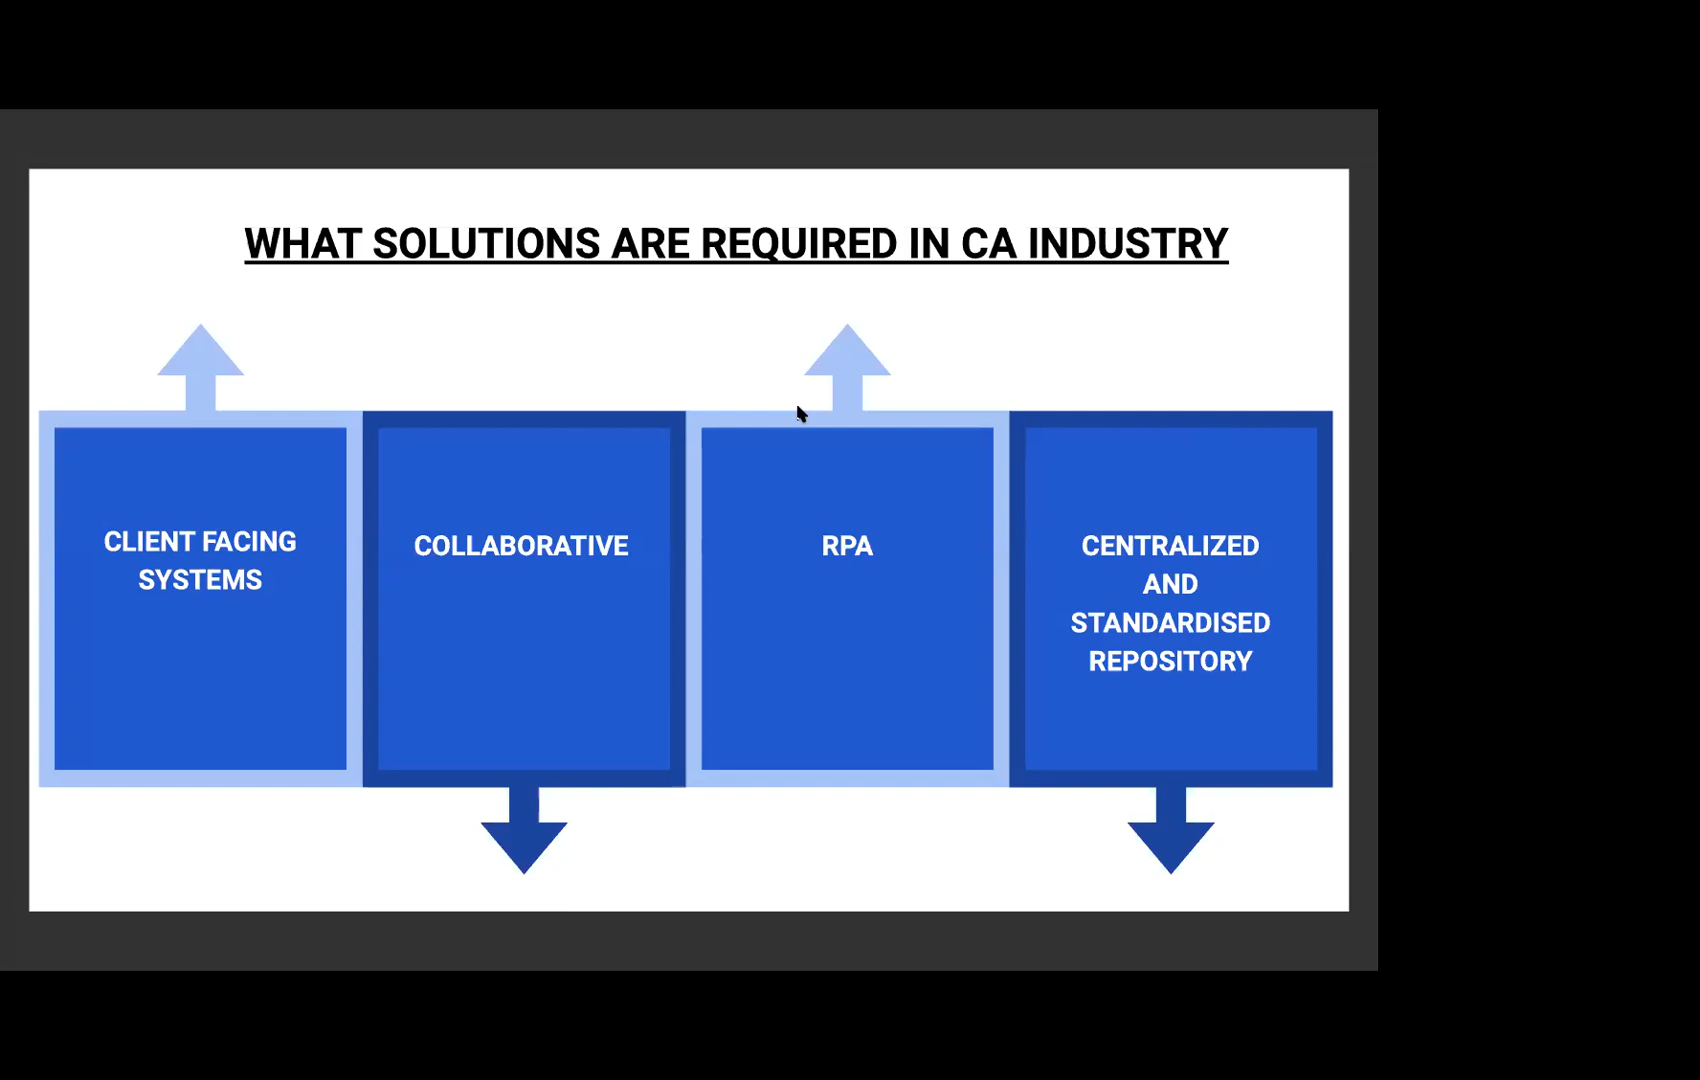 WHAT SOLUTIONS ARE REQUIRED IN CA INDUSTRY
CLIENT FACING
SYSTEMS
COLLABORATIVE
RPA
CENTRALIZED
AND
STANDARDISED
REPOSITORY